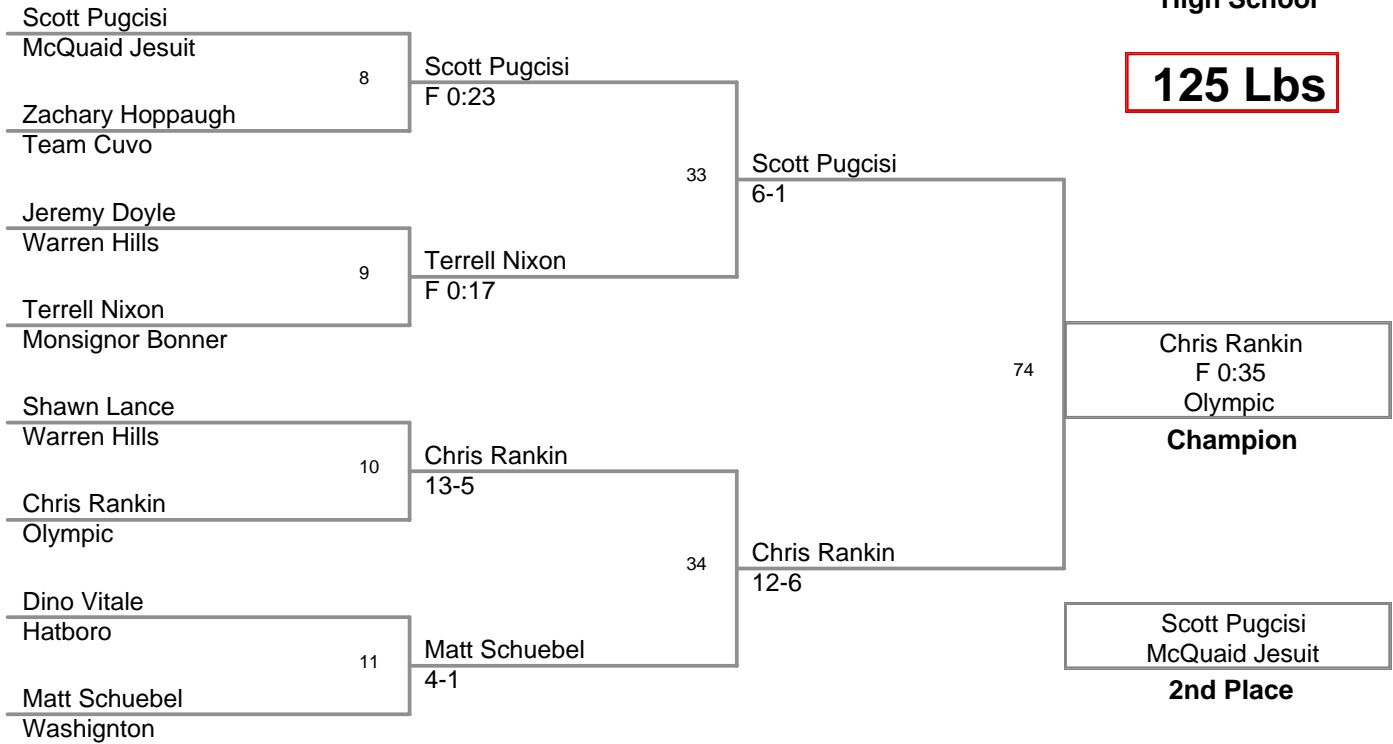 High School
125 Lbs
Scott Pugcisi
McQuaid Jesuit
8
Zachary Hoppaugh
Team Cuvo
Scott Pugcisi
F 0:23
Jeremy Doyle
Warren Hills
9
Terrell Nixon
Monsignor Bonner
Terrell Nixon
F 0:17
33
Scott Pugcisi
6-1
Shawn Lance
Warren Hills
10
Chris Rankin
Olympic
Chris Rankin
13-5
Dino Vitale
Hatboro
11
Matt Schuebel
Washignton
Matt Schuebel
4-1
34
Chris Rankin
12-6
74
Chris Rankin
F 0:35
Olympic
Champion
Scott Pugcisi
McQuaid Jesuit
2nd Place